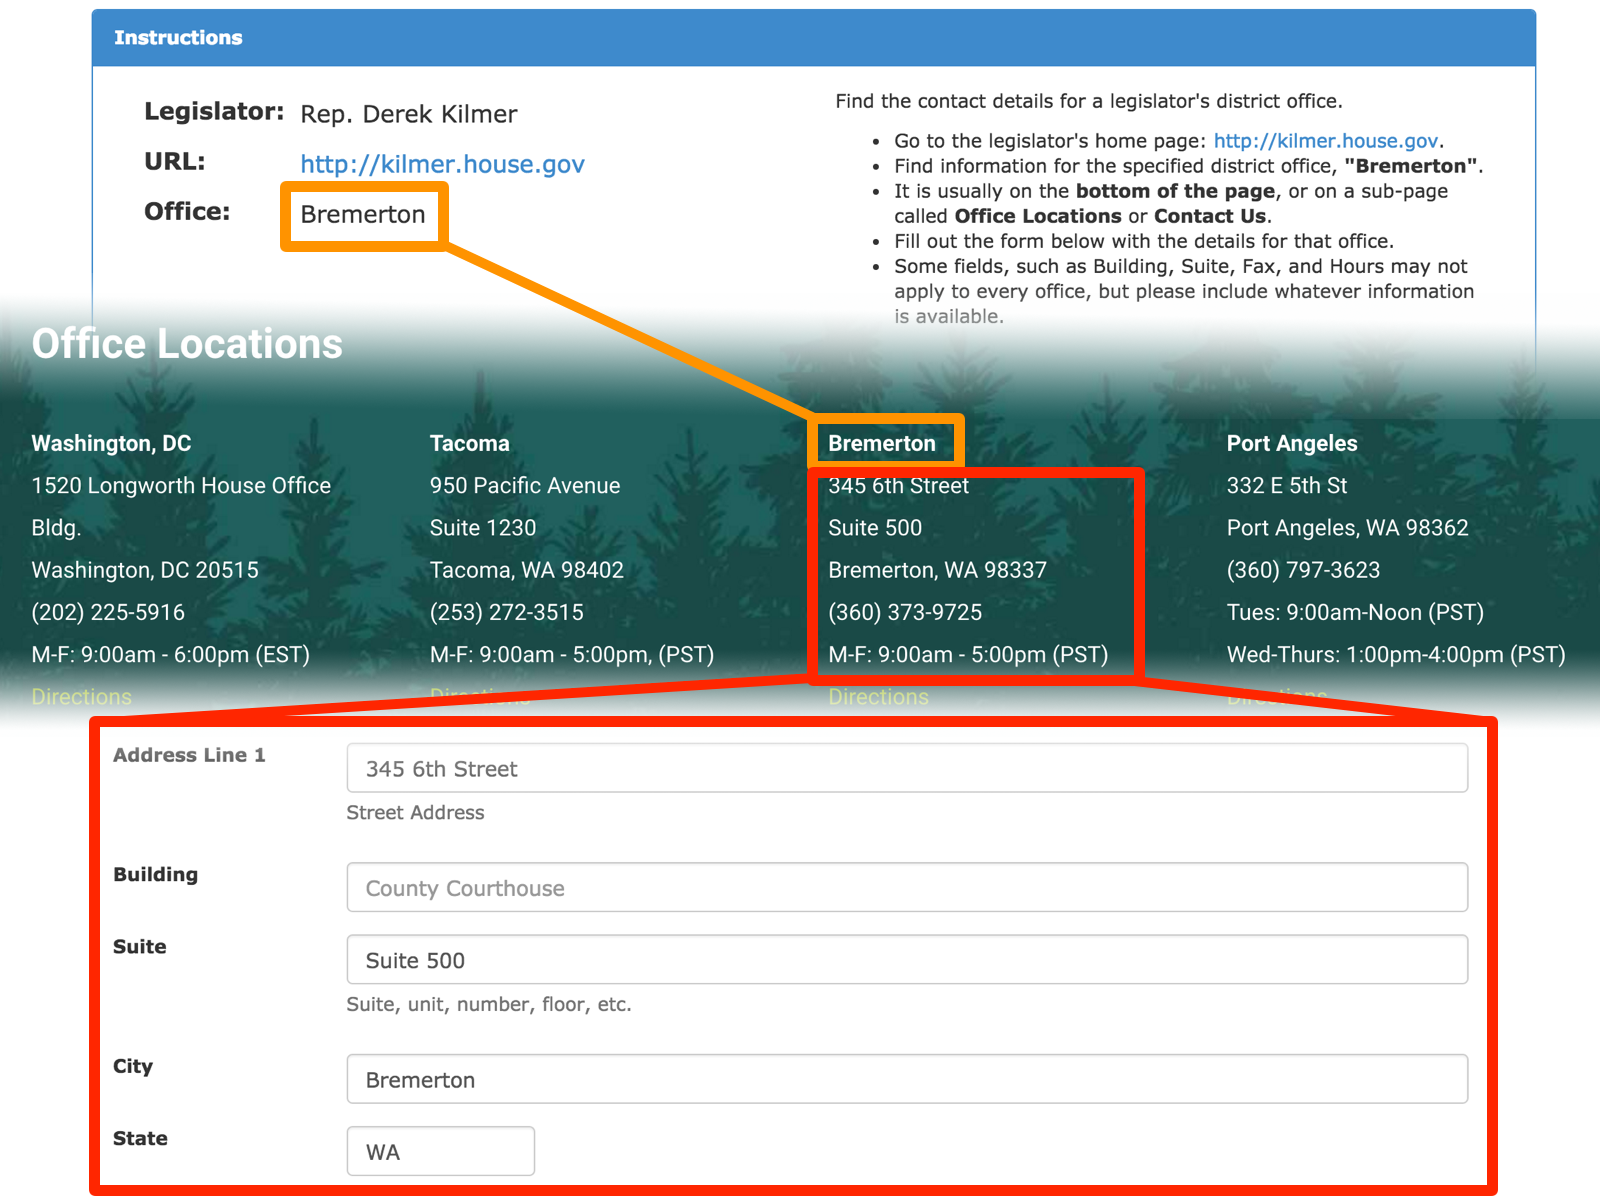 Instructions
Legislator: Rep. Derek Kilmer
URL: http://kilmer.house.gov
Office: Bremerton
Find the contact details for a legislator's district office.
• Go to the legislator's home page: http://kilmer.house.gov.
• Find information for the specified district office, "Bremerton".
• It is usually on the bottom of the page, or on a sub-page
called Office Locations or Contact Us.
• Fill out the form below with the details for that office.
• Some fields, such as Building, Suite, Fax, and Hours may not
apply to every office, but please include whatever information
is available.
Office Locations
Washington, DC
1520 Longworth House Office
Bldg.
Washington, DC 20515
(202) 225-5916
M-F: 9:00am - 6:00pm (EST)
Directions
Tacoma
950 Pacific Avenue
Suite 1230
Tacoma, WA 98402
(253) 272-3515
M-F: 9:00am - 5:00pm, (PST)
Directions
Bremerton
345 6th Street
Suite 500
Bremerton, WA 98337
(360) 373-9725
M-F: 9:00am - 5:00pm (PST)
Directions
Port Angeles
332 E 5th St
Port Angeles, WA 98362
(360) 797-3623
Tues: 9:00am-Noon (PST)
Wed-Thurs: 1:00pm-4:00pm (PST)
Directions
Address Line 1
345 6th Street
Street Address
Building
County Courthouse
Suite
Suite 500
Suite, unit, number, floor, etc.
City
Bremerton
State
WA